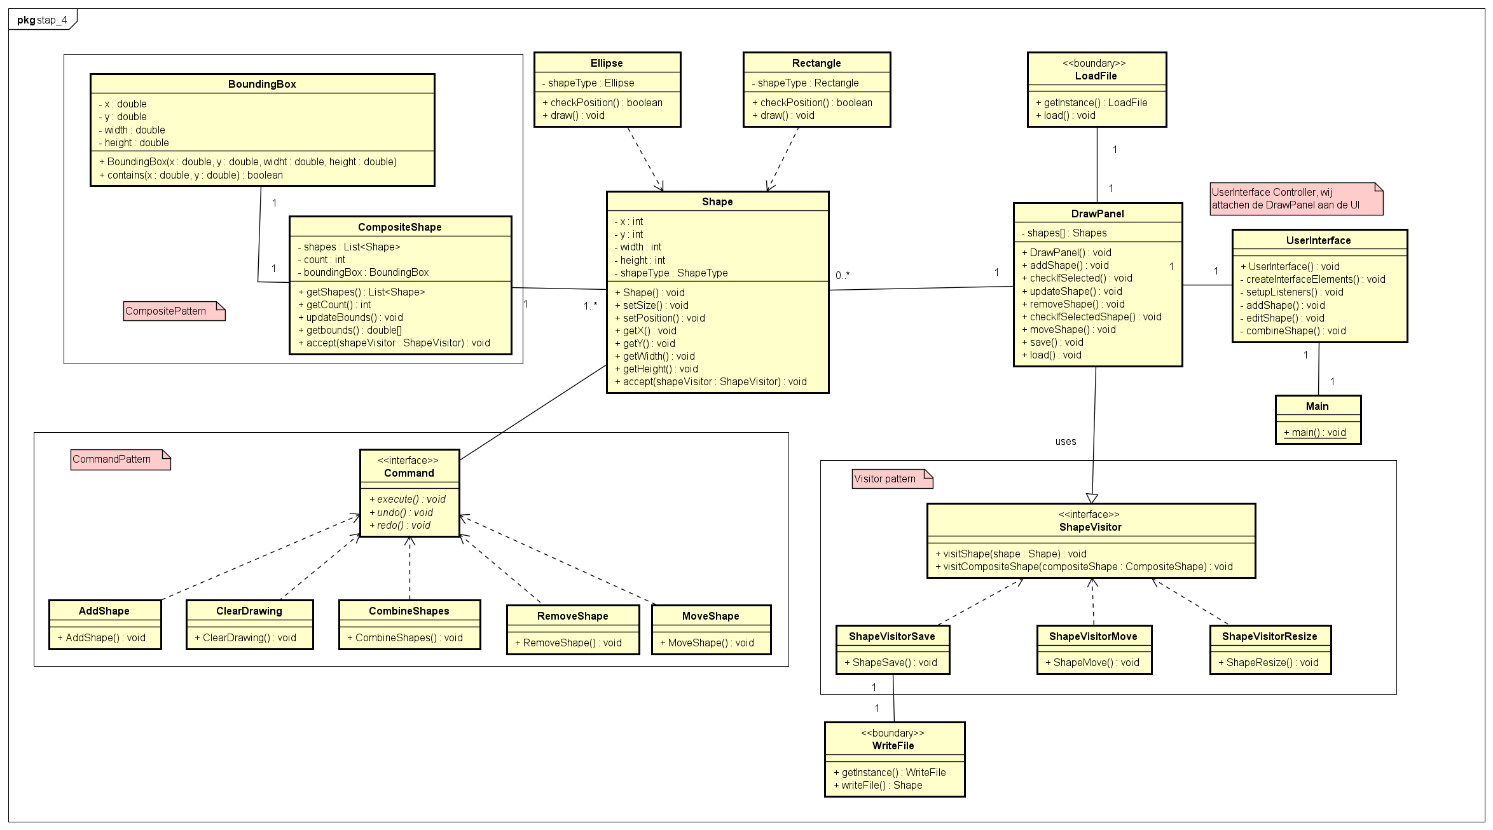 pkg stap_4
BoundingBox
- x : double
- y : double
- width : double
- height : double
+ BoundingBox(x : double, y : double, widht : double, height : double)
+ contains(x : double, y : double) : boolean
1
1
CompositeShape
- shapes : List<Shape>
- count : int
- boundingBox : BoundingBox
+ getShapes() : List<Shape>
+ getCount() : int
+ updateBounds() : void
+ getbounds() : double[]
+ accept(shapeVisitor : ShapeVisitor) : void
CompositePattern
1
1..*
Ellipse
- shapeType : Ellipse
+ checkPosition() : boolean
+ draw() : void
Rectangle
- shapeType : Rectangle
+ checkPosition() : boolean
+ draw() : void
Shape
- x : int
- y : int
- width : int
- height : int
- shapeType : ShapeType
+ Shape() : void
+ setSize() : void
+ setPosition() : void
+ getX() : void
+ getY() : void
+ getWidth() : void
+ getHeight() : void
+ accept(shapeVisitor : ShapeVisitor) : void
0..*
1
<<boundary>>
LoadFile
+ getInstance() : LoadFile
+ load() : void
1
1
DrawPanel
- shapes[] : Shapes
+ DrawPanel() : void
+ addShape() : void
+ checkIfSelected() : void
+ updateShape() : void
+ removeShape() : void
+ checkIfSelectedShape() : void
+ moveShape() : void
+ save() : void
+ load() : void
1
1
UserInterface Controller, wij
attachen de DrawPanel aan de UI
UserInterface
+ UserInterface() : void
- createInterfaceElements() : void
- setupListeners() : void
- addShape() : void
- editShape() : void
- combineShape() : void
1
1
Main
+ main() : void
uses
CommandPattern
<<interface>>
Command
+ execute() : void
+ undo() : void
+ redo() : void
AddShape
+ AddShape() : void
ClearDrawing
+ ClearDrawing() : void
CombineShapes
+ CombineShapes() : void
RemoveShape
+ RemoveShape() : void
MoveShape
+ MoveShape() : void
Visitor pattern
<<interface>>
ShapeVisitor
+ visitShape(shape : Shape) : void
+ visitCompositeShape(compositeShape : CompositeShape) : void
ShapeVisitorSave
+ ShapeSave() : void
ShapeVisitorMove
+ ShapeMove() : void
ShapeVisitorResize
+ ShapeResize() : void
1
1
<<boundary>>
WriteFile
+ getInstance() : WriteFile
+ writeFile() : Shape